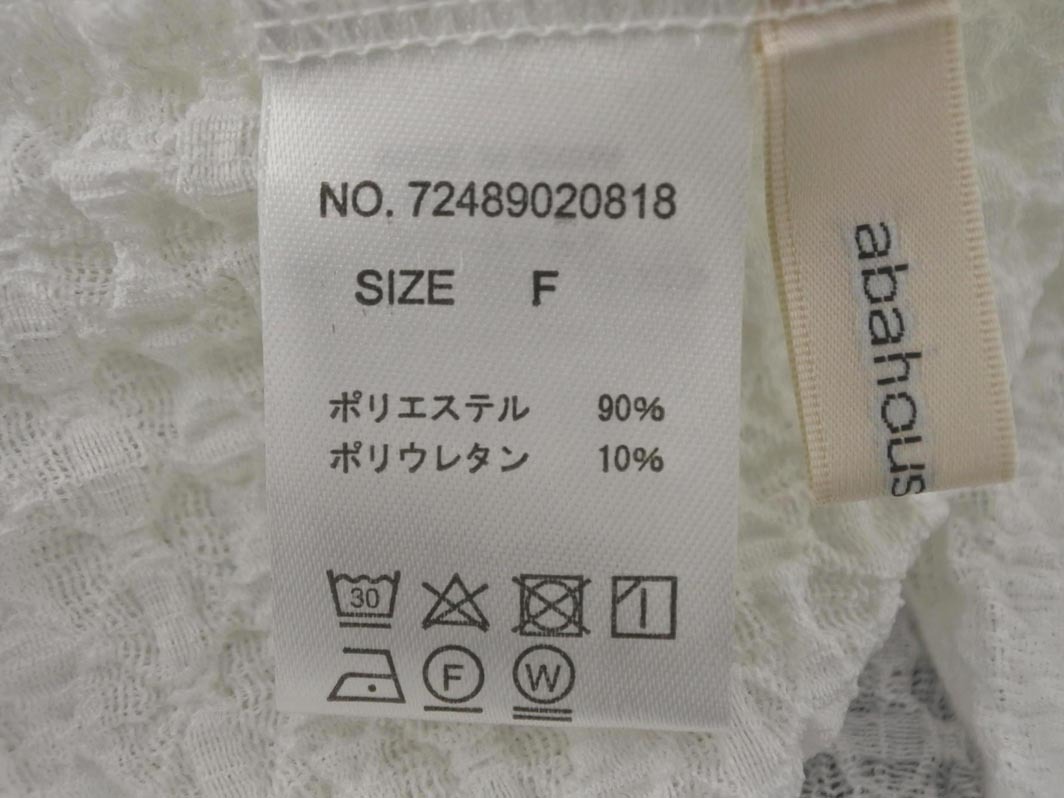 NO. 72489020818
SIZE F
ポリエステル 90%
ポリウレタン 10%
30
F W
abahous